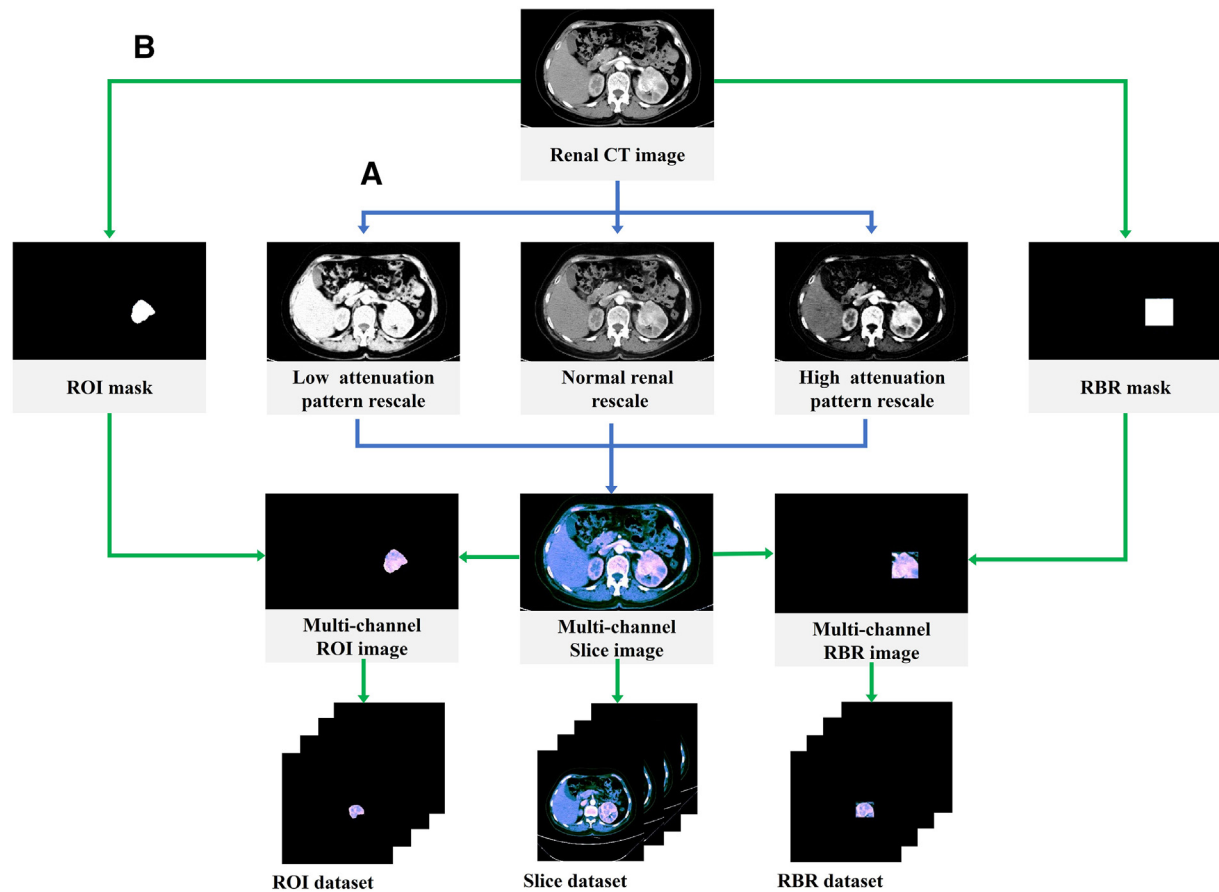 B
Renal CT image
A
ROI mask
Low attenuation
pattern rescale
Normal renal
rescale
High attenuation
pattern rescale
RBR mask
Multi-channel
ROI image
Multi-channel
Slice image
Multi-channel
RBR image
ROI dataset
Slice dataset
RBR dataset